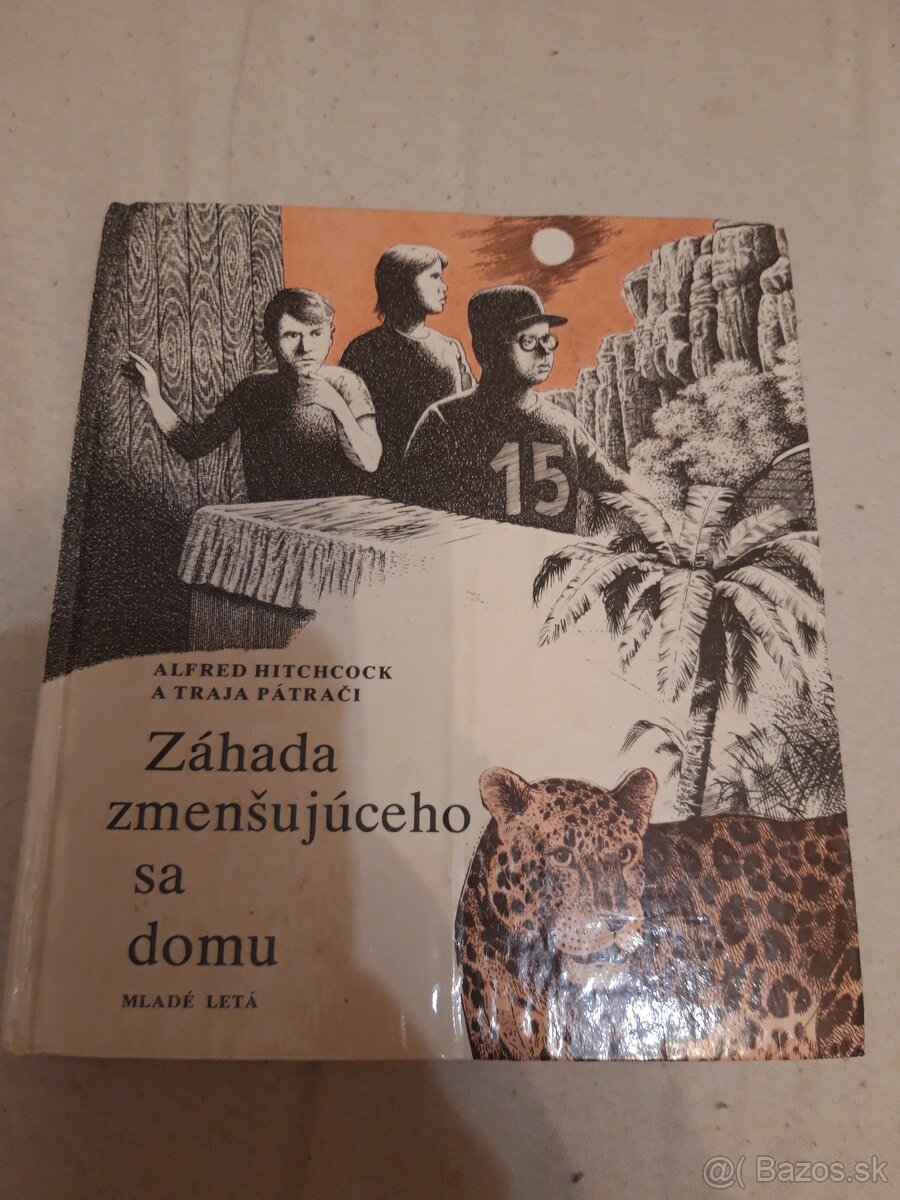 15
ALFRED HITCHCOCK
A TRAJA PÁTRAČI
Záhada
zmenšujúceho
sa
domu
MLADÉ LETÁ
@( Bazos.sk